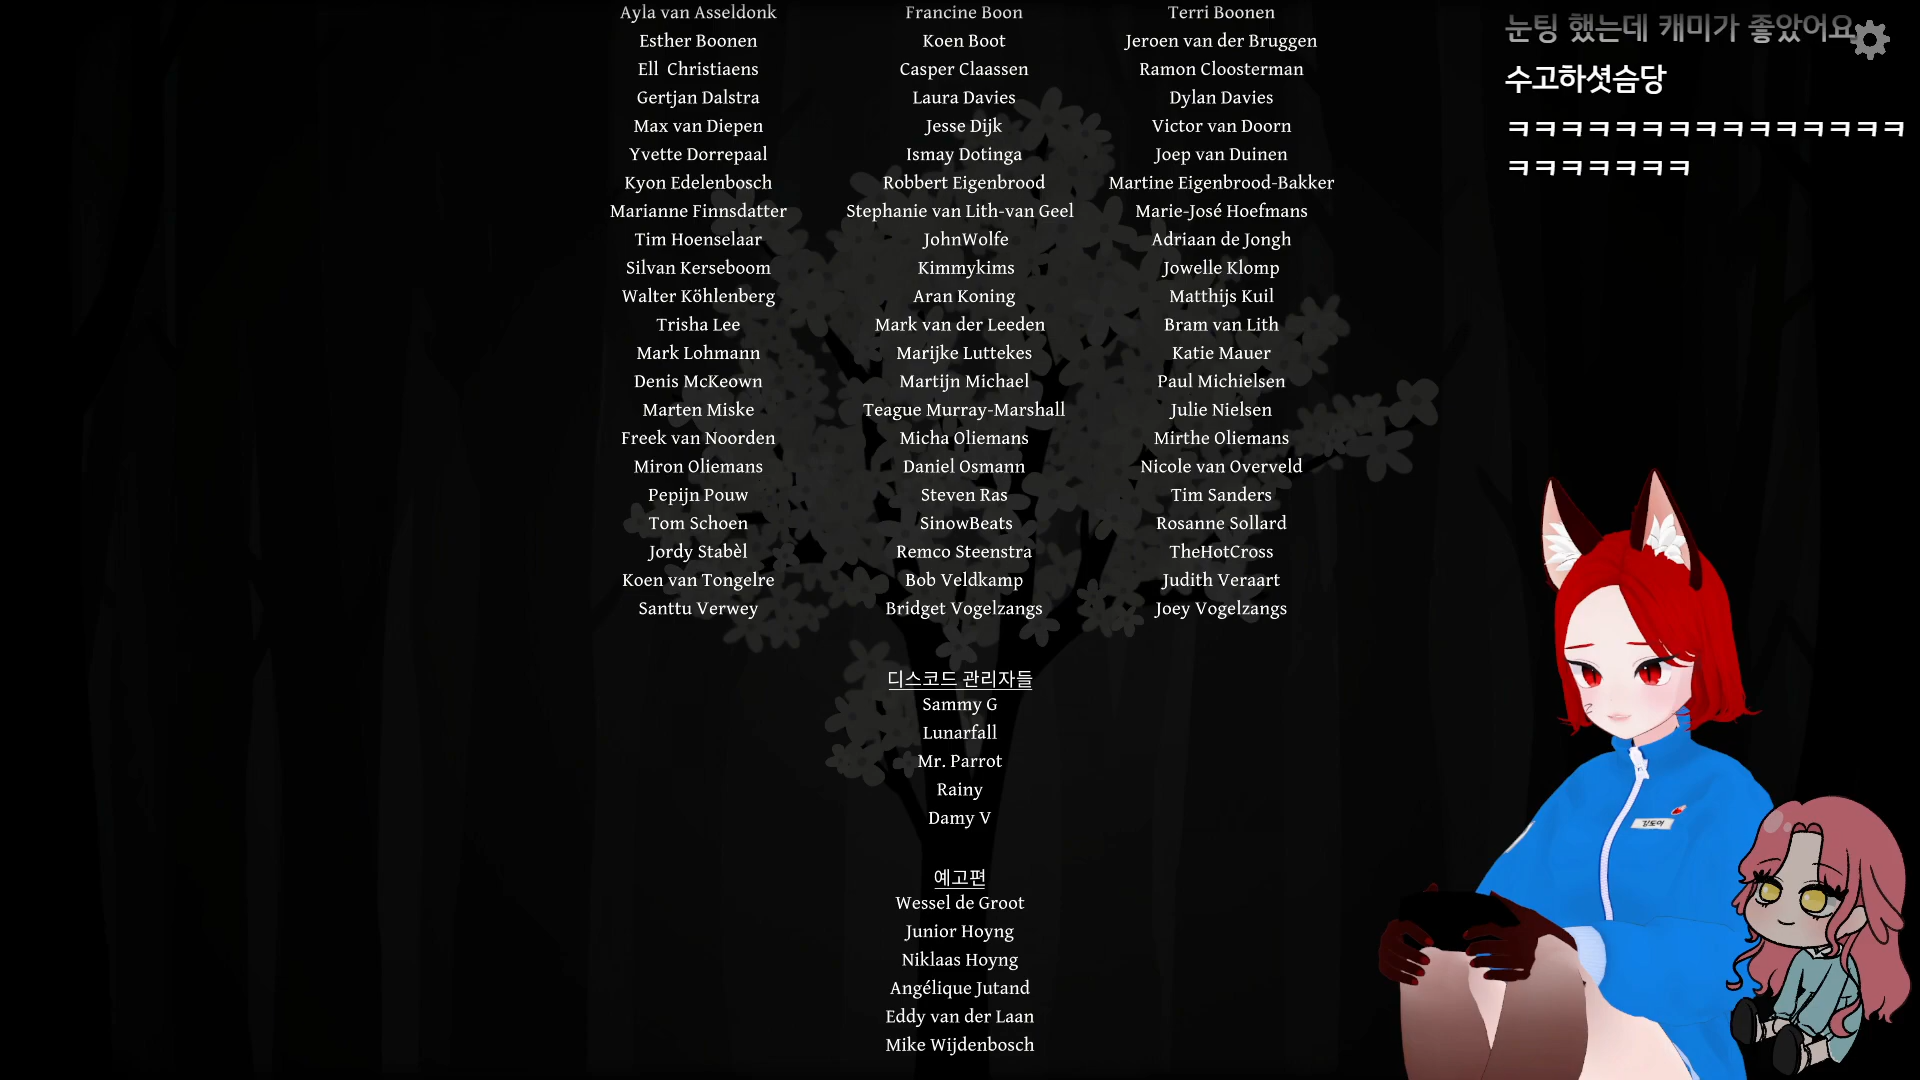 Ayla van Asseldonk Francine Boon Terri Boonen
Esther Boonen Koen Boot Jeroen van der Bruggen
Ell Christiaens Casper Claassen Ramon Cloosterman
Gertjan Dalstra Laura Davies Dylan Davies
Max van Diepen Jesse Dijk Victor van Doorn
Yvette Dorrepaal Ismay Dotinga Joep van Duinen
Kyon Edelenbosch Robbert Eigenbrood Martine Eigenbrood-Bakker
Marianne Finnsdatter Stephanie van Lith-van Geel Marie-José Hoefmans
Tim Hoenselaar JohnWolfe Adriaan de Jongh
Silvan Kerseboom Kimmykims Jowelle Klomp
Walter Köhlenberg Aran Koning Matthijs Kuil
Trisha Lee Mark van der Leeden Bram van Lith
Mark Lohmann Marijke Luttekes Katie Mauer
Denis McKeown Martijn Michael Paul Michielsen
Marten Miske Teague Murray-Marshall Julie Nielsen
Freek van Noorden Micha Oliemans Mirthe Oliemans
Miron Oliemans Daniel Osmann Nicole van Overveld
Pepijn Pouw Steven Ras Tim Sanders
Tom Schoen SinowBeats Rosanne Sollard
Jordy Stabèl Remco Steenstra TheHotCross
Koen van Tongelre Bob Veldkamp Judith Veraart
Santtu Verwey Bridget Vogelzangs Joey Vogelzangs
디스코드 관리자들
Sammy G
Lunarfall
Mr. Parrot
Rainy
Damy V
예고편
Wessel de Groot
Junior Hoyng
Niklaas Hoyng
Angélique Jutand
Eddy van der Laan
Mike Wijdenbosch
눈팅 했는데 캐미가 좋았어요
수고하셧슴당
ㅋㅋㅋㅋㅋㅋㅋㅋㅋㅋㅋㅋㅋㅋㅋ
ㅋㅋㅋㅋㅋㅋㅋ